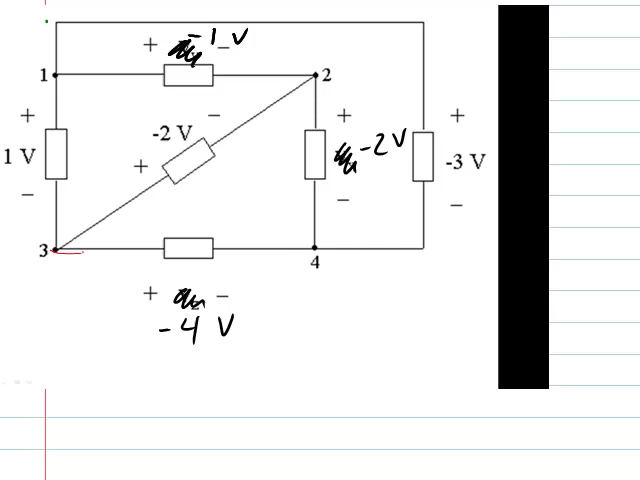 + -1 V −
1 2
+ − + +
1 V -2 V -2 V -3 V
− + − −
3 4
+ −
-4 V